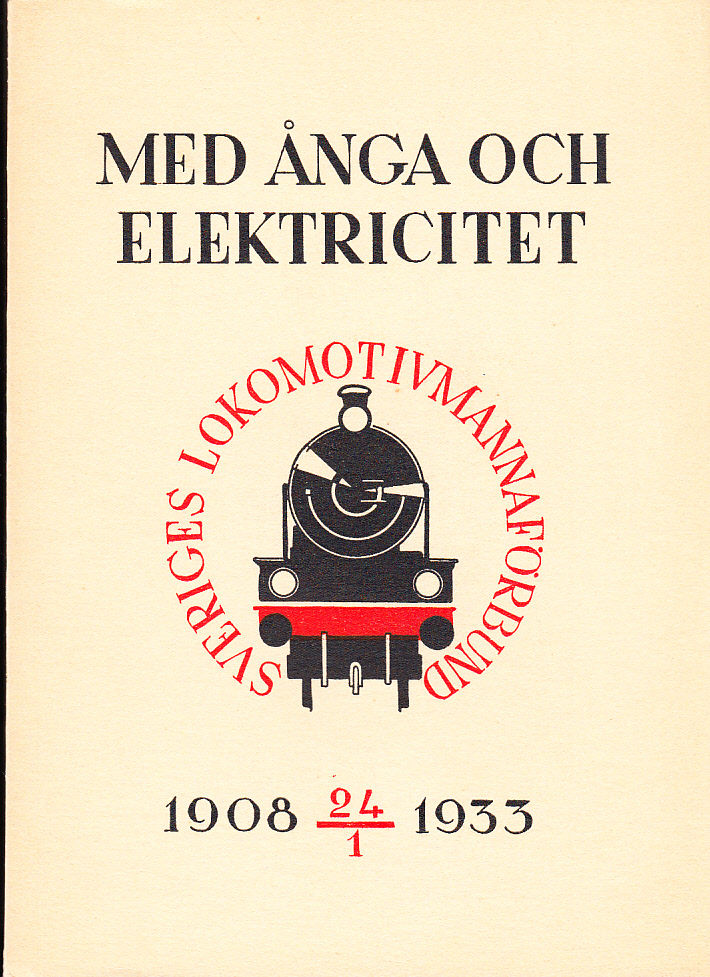 MED ÅNGA OCH
ELEKTRICITET
SVERIGES LOKOMOTIVMANNAFÖRBUND
1908 24/1 1933